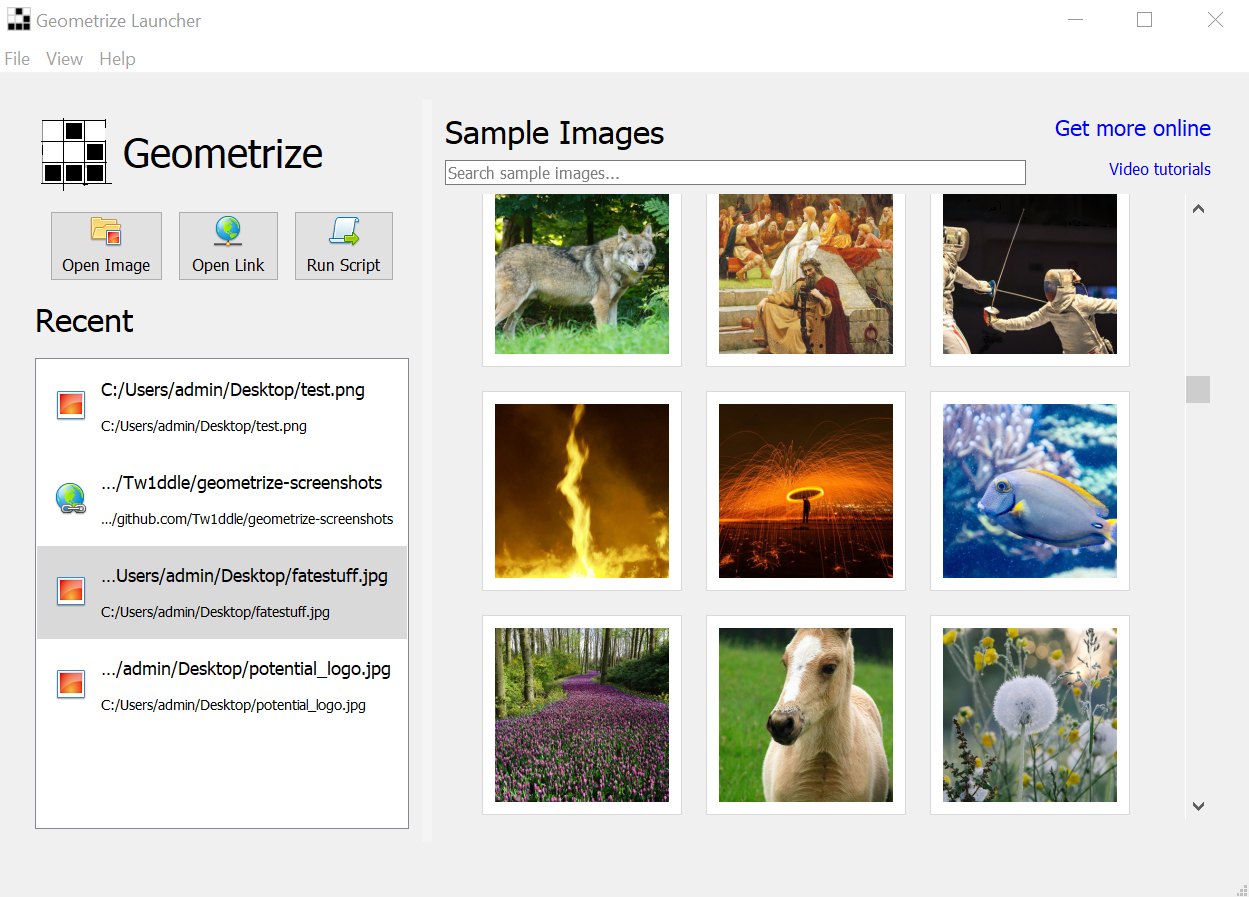 Geometrize Launcher
File View Help
Geometrize
Open Image
Open Link
Run Script
Recent
C:/Users/admin/Desktop/test.png
C:/Users/admin/Desktop/test.png
.../Tw1ddle/geometrize-screenshots
.../github.com/Tw1ddle/geometrize-screenshots
...Users/admin/Desktop/fatestuff.jpg
C:/Users/admin/Desktop/fatestuff.jpg
.../admin/Desktop/potential_logo.jpg
C:/Users/admin/Desktop/potential_logo.jpg
Sample Images
Get more online
Search sample images...
Video tutorials